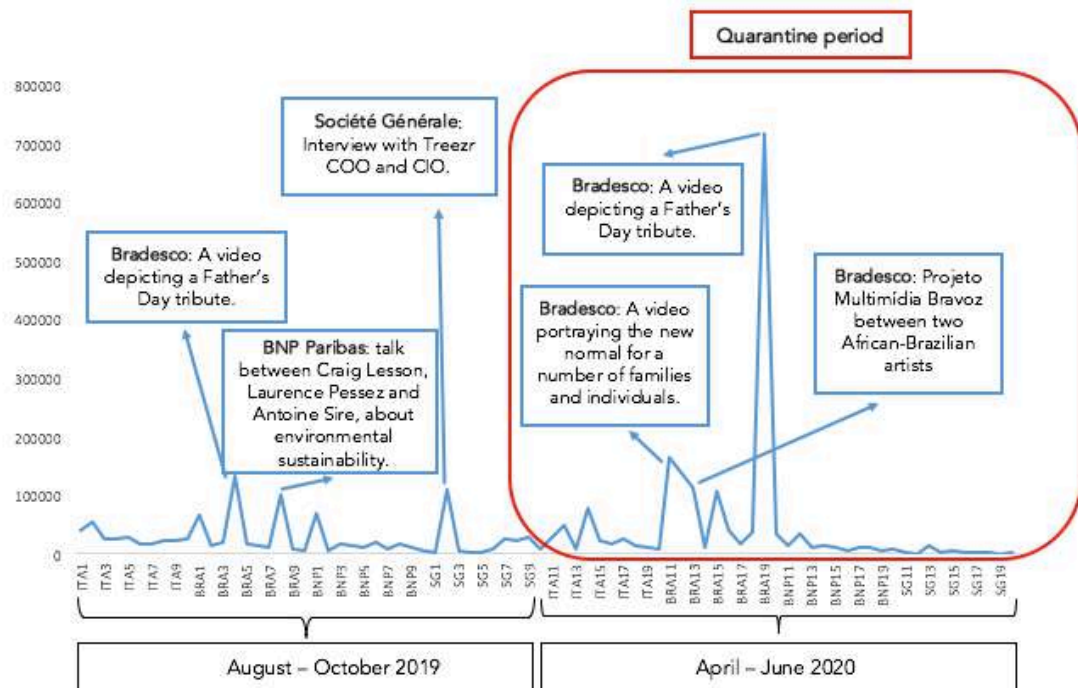 Quarantine period
800000
700000
600000
500000
400000
300000
200000
100000
0
Société Générale:
Interview with Treezr
COO and CIO.
Bradesco: A video
depicting a Father's
Day tribute.
BNP Paribas: talk
between Craig Lesson,
Laurence Pessez and
Antoine Sire, about
environmental
sustainability.
Bradesco: A video
depicting a Father's
Day tribute.
Bradesco: A video
portraying the new
normal for a
number of families
and individuals.
Bradesco: Projeto
Multimídia Bravoz
between two
African-Brazilian
artists
ITA1
ITA3
ITA5
ITA7
ITA9
BRA1
BRA3
BRA5
BRA7
BRA9
BNP1
BNP3
BNP5
BNP7
BNP9
SG1
SG3
SG5
SG7
SG9
ITA11
ITA13
ITA15
ITA17
ITA19
BRA11
BRA13
BRA15
BRA17
BRA19
BNP11
BNP13
BNP15
BNP17
BNP19
SG11
SG13
SG15
SG17
SG19
August – October 2019
April – June 2020